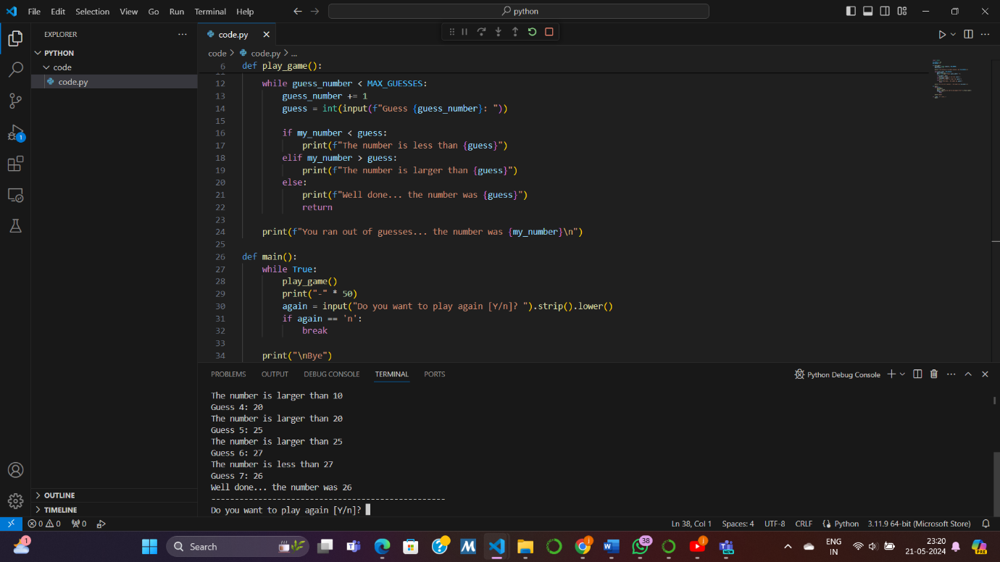 File Edit Selection View Go Run Terminal Help
python
EXPLORER
code.py
PYTHON
code
code.py
1
code > code.py > ...
6 def play_game():
11
12 while guess_number < MAX_GUESSES:
13 guess_number += 1
14 guess = int(input(f"Guess {guess_number}: "))
15
16 if my_number < guess:
17 print(f"The number is less than {guess}")
18 elif my_number > guess:
19 print(f"The number is larger than {guess}")
20 else:
21 print(f"Well done... the number was {guess}")
22 return
23
24 print(f"You ran out of guesses... the number was {my_number}\n")
25
26 def main():
27 while True:
28 play_game()
29 print("-" * 50)
30 again = input("Do you want to play again [Y/n]? ").strip().lower()
31 if again == 'n':
32 break
33
34 print("\nBye")
PROBLEMS OUTPUT DEBUG CONSOLE TERMINAL PORTS
Python Debug Console
The number is larger than 10
Guess 4: 20
The number is larger than 20
Guess 5: 25
The number is larger than 25
Guess 6: 27
The number is less than 27
Guess 7: 26
Well done... the number was 26
--------------------------------------------------
Do you want to play again [Y/n]?
OUTLINE
TIMELINE
0 0 0
Ln 38, Col 1 Spaces: 4 UTF-8 CRLF Python 3.11.9 64-bit (Microsoft Store)
1
Search
38
NEW
ENG
IN
23:20
21-05-2024
PRE